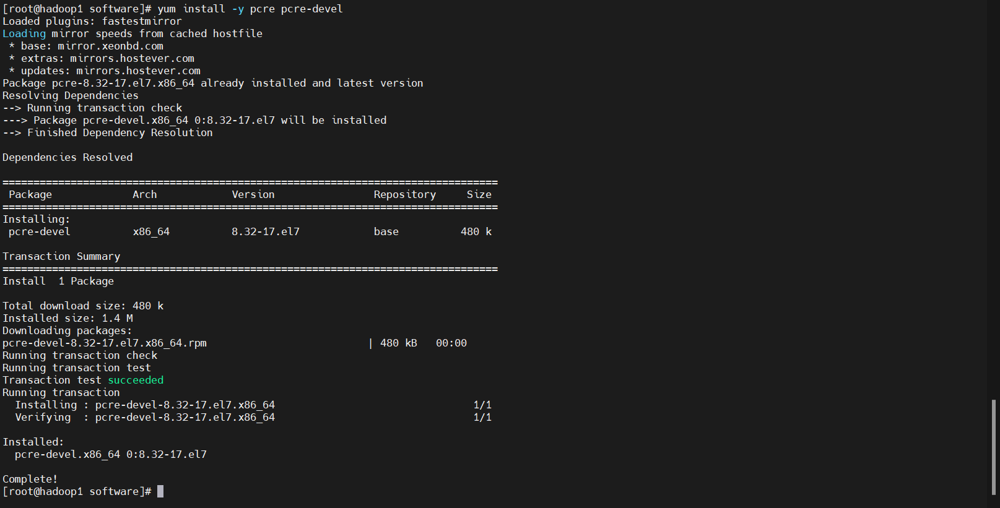 [root@hadoop1 software]# yum install -y pcre pcre-devel
Loaded plugins: fastestmirror
Loading mirror speeds from cached hostfile
 * base: mirror.xeonbd.com
 * extras: mirrors.hostever.com
 * updates: mirrors.hostever.com
Package pcre-8.32-17.el7.x86_64 already installed and latest version
Resolving Dependencies
--> Running transaction check
---> Package pcre-devel.x86_64 0:8.32-17.el7 will be installed
--> Finished Dependency Resolution

Dependencies Resolved

================================================================================
 Package             Arch            Version                Repository     Size
================================================================================
Installing:
 pcre-devel          x86_64          8.32-17.el7            base          480 k

Transaction Summary
================================================================================
Install  1 Package

Total download size: 480 k
Installed size: 1.4 M
Downloading packages:
pcre-devel-8.32-17.el7.x86_64.rpm                          | 480 kB   00:00
Running transaction check
Running transaction test
Transaction test succeeded
Running transaction
  Installing : pcre-devel-8.32-17.el7.x86_64                                1/1
  Verifying  : pcre-devel-8.32-17.el7.x86_64                                1/1

Installed:
  pcre-devel.x86_64 0:8.32-17.el7

Complete!
[root@hadoop1 software]#